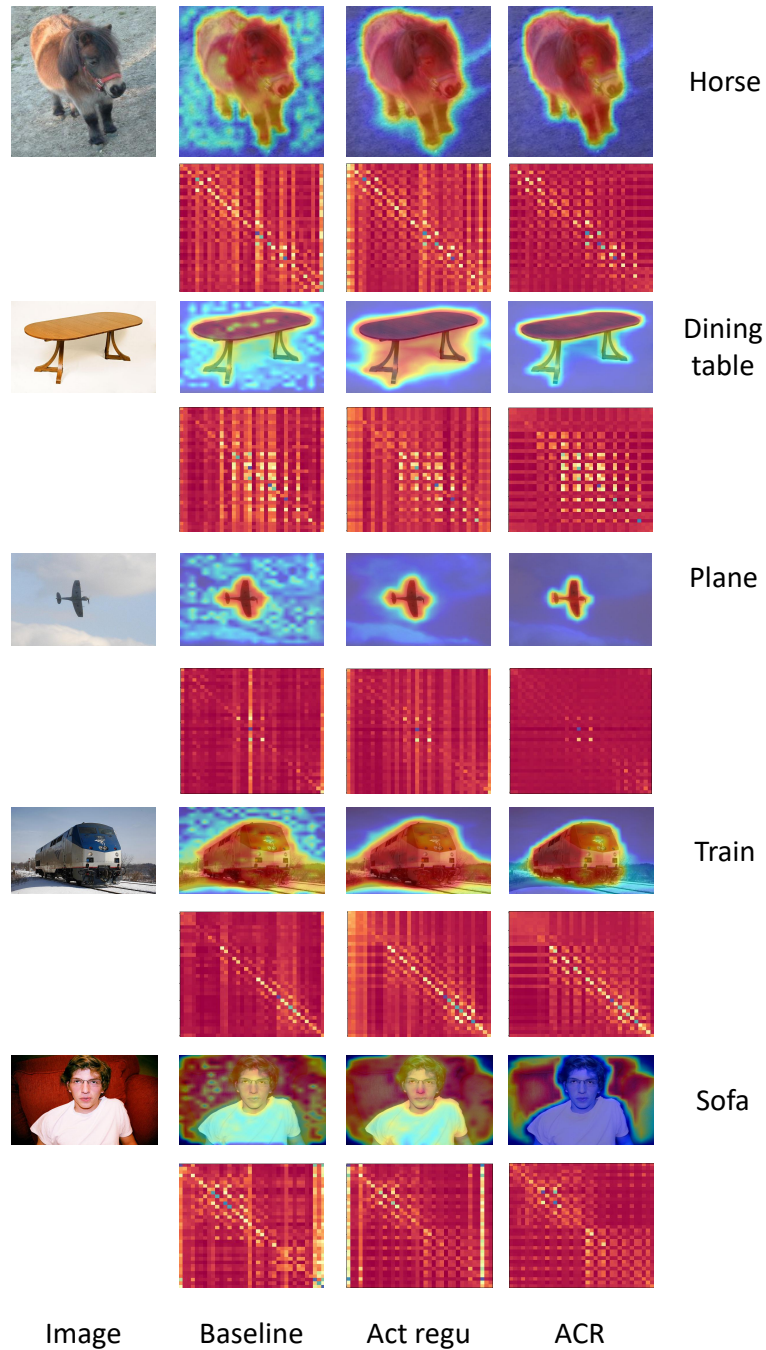 Horse
Dining
table
Plane
Train
Sofa
Image Baseline Act regu ACR